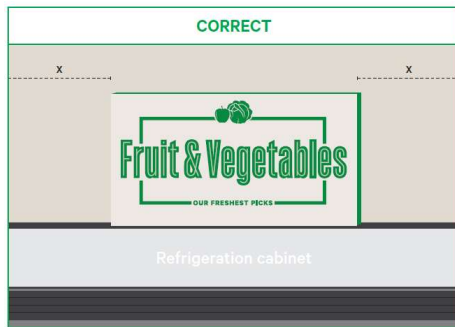 CORRECT
x x
Fruit & Vegetables
OUR FRESHEST PICKS
Refrigeration cabinet